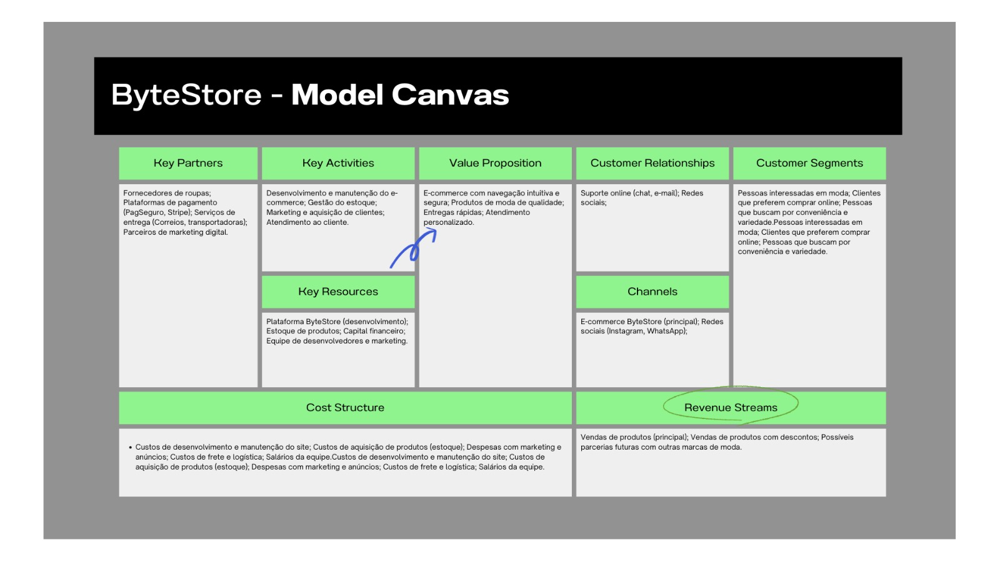 ByteStore - Model Canvas
Key Partners
Fornecedores de roupas;
Plataformas de pagamento
(PagSeguro, Stripe); Serviços de
entrega (Correios, transportadoras);
Parceiros de marketing digital.
Key Activities
Desenvolvimento e manutenção do e-
commerce; Gestão do estoque;
Marketing e aquisição de clientes;
Atendimento ao cliente.
Key Resources
Plataforma ByteStore (desenvolvimento);
Estoque de produtos; Capital financeiro;
Equipe de desenvolvedores e marketing.
Value Proposition
E-commerce com navegação intuitiva e
segura; Produtos de moda de qualidade;
Entregas rápidas; Atendimento
personalizado.
Customer Relationships
Suporte online (chat, e-mail); Redes
sociais;
Channels
E-commerce ByteStore (principal); Redes
sociais (Instagram, WhatsApp);
Customer Segments
Pessoas interessadas em moda; Clientes
que preferem comprar online; Pessoas
que buscam por conveniência e
variedade.Pessoas interessadas em
moda; Clientes que preferem comprar
online; Pessoas que buscam por
conveniência e variedade.
Cost Structure
• Custos de desenvolvimento e manutenção do site; Custos de aquisição de produtos (estoque); Despesas com marketing e
anúncios; Custos de frete e logística; Salários da equipe.Custos de desenvolvimento e manutenção do site; Custos de
aquisição de produtos (estoque); Despesas com marketing e anúncios; Custos de frete e logística; Salários da equipe.
Revenue Streams
Vendas de produtos (principal); Vendas de produtos com descontos; Possíveis
parcerias futuras com outras marcas de moda.